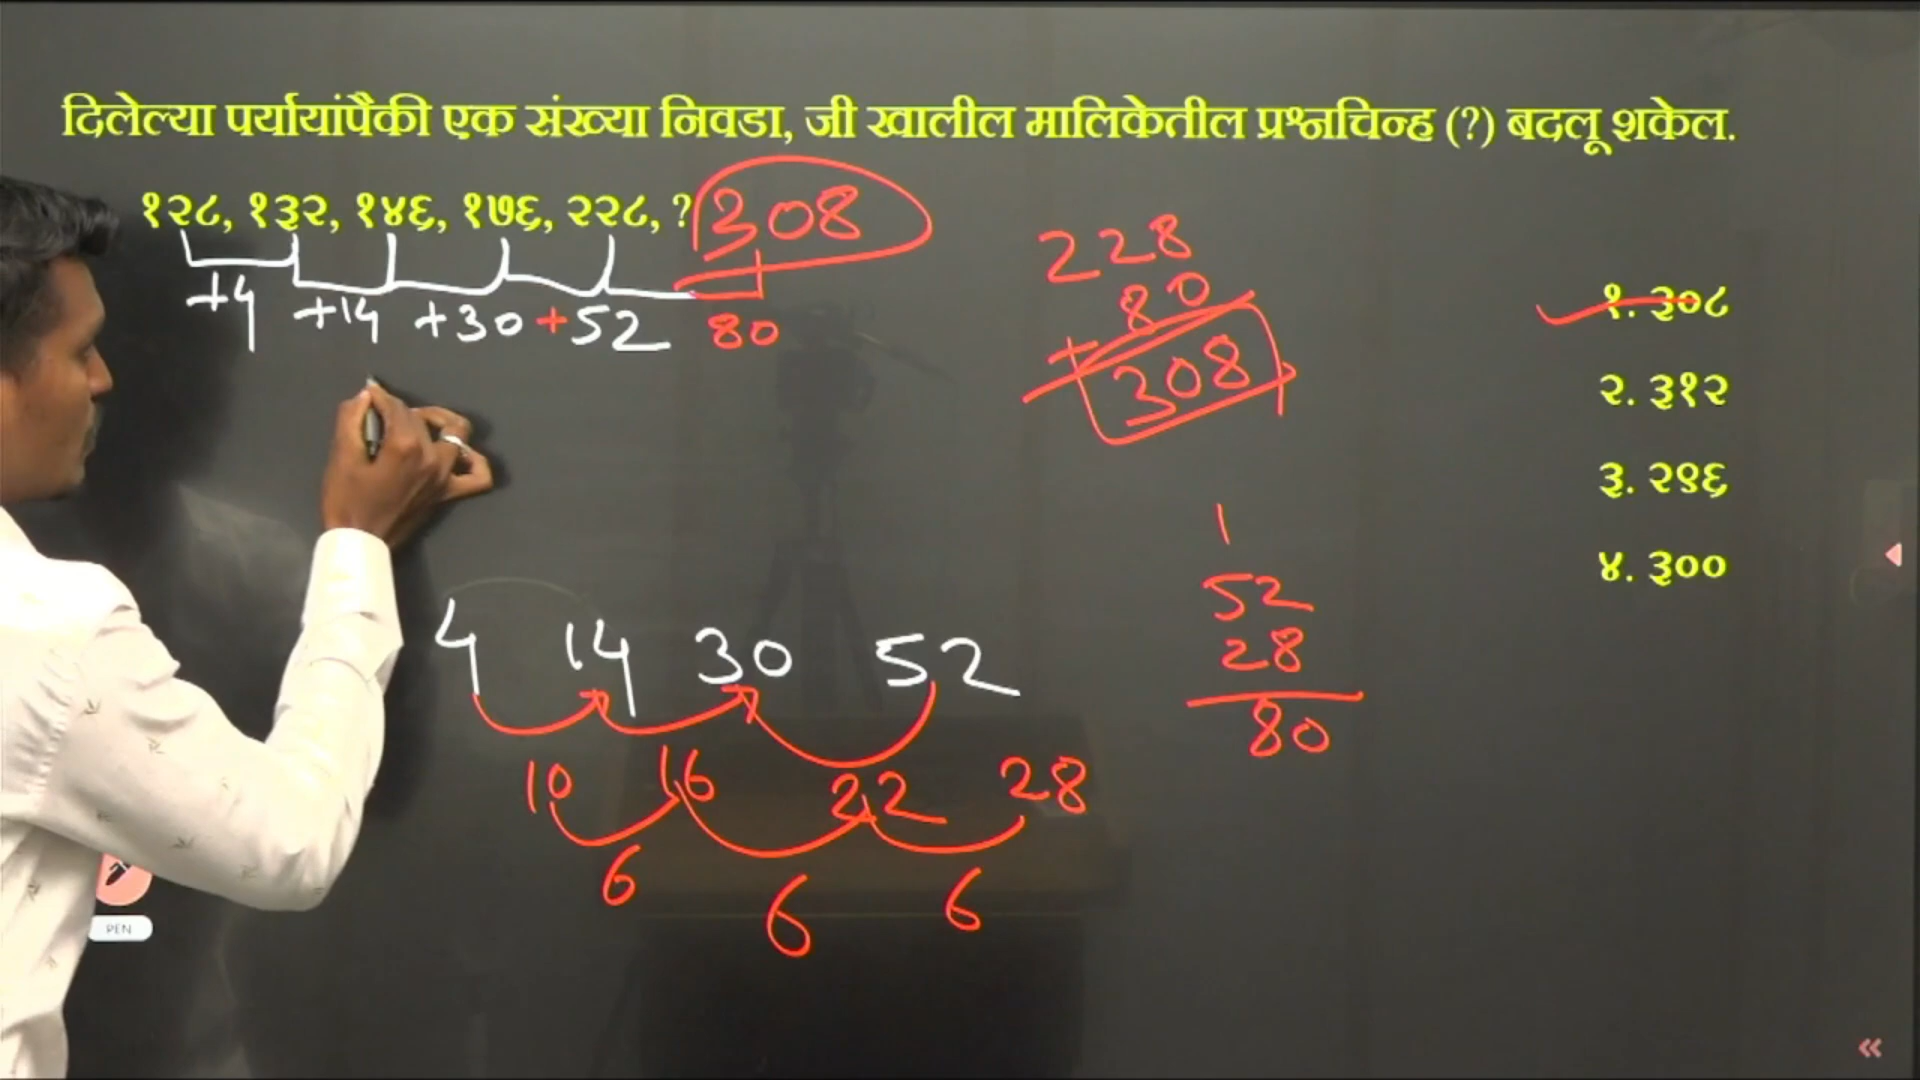 दिलेल्या पर्यायांपैकी एक संख्या निवडा, जी खालील मालिकेतील प्रश्नचिन्ह (?) बदलू शकेल.
१२८, १३२, १४६, १७६, २२८, ? 308
+4 +14 +30 +52 80
228
80
+
308
१. ३०८
२. ३१२
३. २९६
४. ३००
4 14 30 52
10 16 22 28
6 6 6
1
52
28
80
PEN